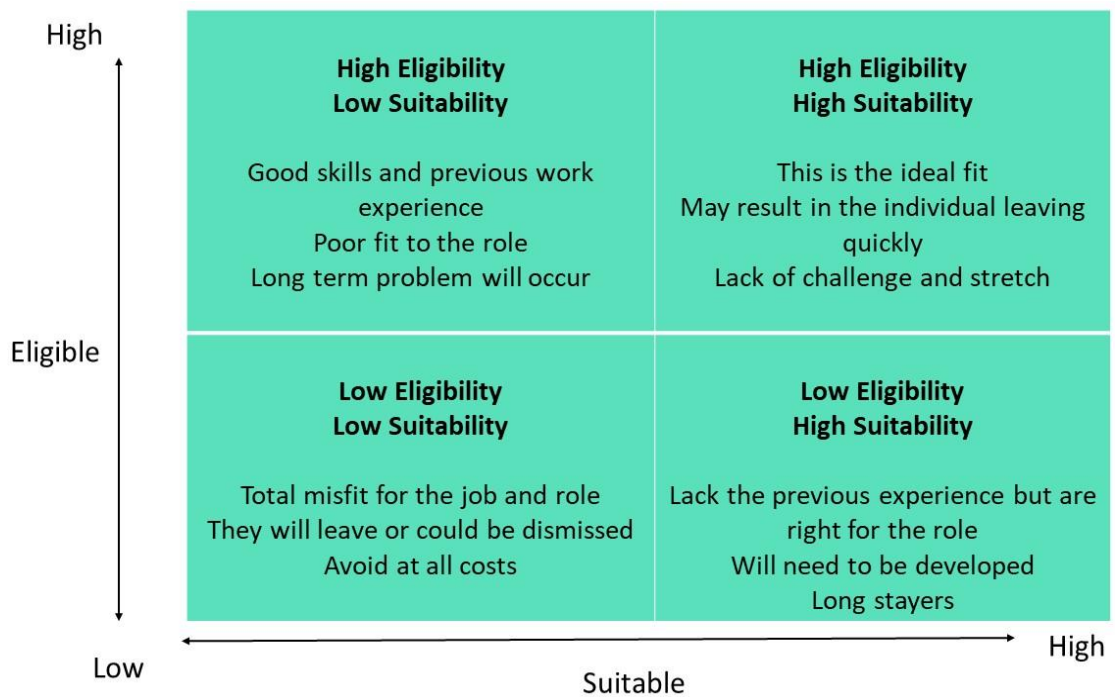 High
High Eligibility
Low Suitability
Good skills and previous work
experience
Poor fit to the role
Long term problem will occur
High Eligibility
High Suitability
This is the ideal fit
May result in the individual leaving
quickly
Lack of challenge and stretch
Eligible
Low Eligibility
Low Suitability
Total misfit for the job and role
They will leave or could be dismissed
Avoid at all costs
Low Eligibility
High Suitability
Lack the previous experience but are
right for the role
Will need to be developed
Long stayers
Low
High
Suitable